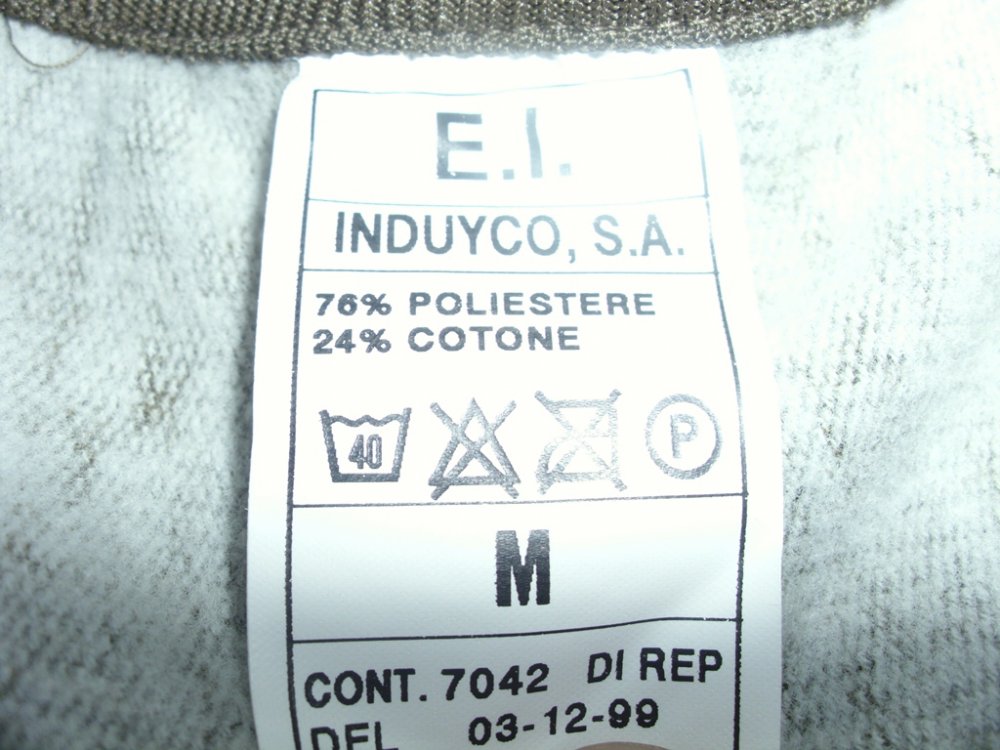 E.I.
INDUYCO, S.A.
76% POLIESTERE
24% COTONE
40 P
M
CONT. 7042 DI REP
DEL 03-12-99